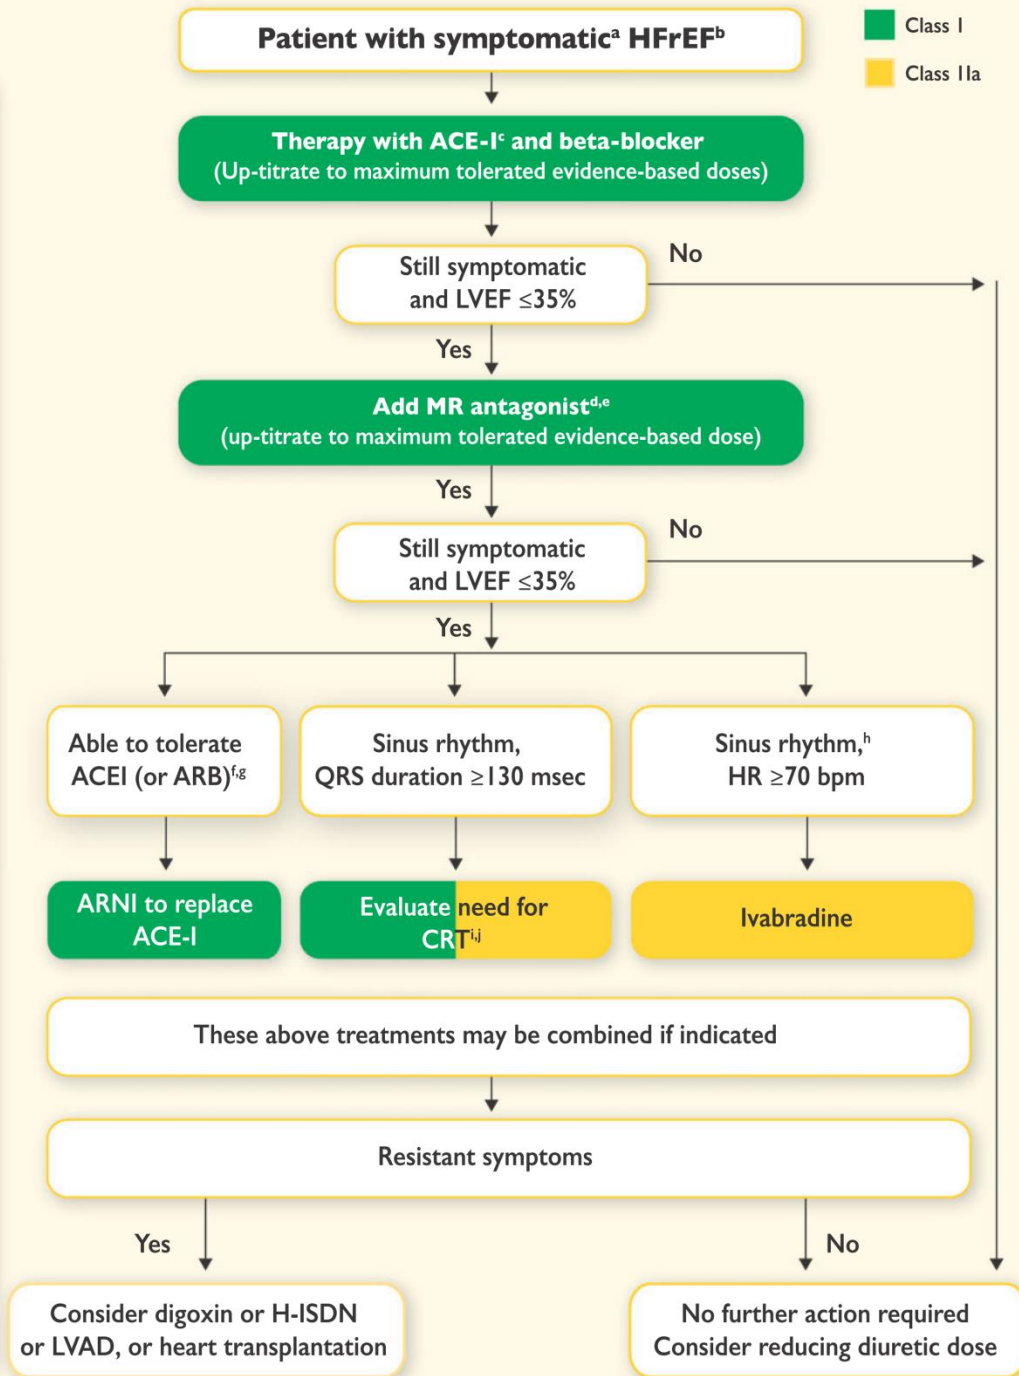 Patient with symptomaticᵃ HFrEFᵇ
Class I
Class IIa
Therapy with ACE-Iᶜ and beta-blocker
(Up-titrate to maximum tolerated evidence-based doses)
Still symptomatic
and LVEF ≤35%
No
Yes
Add MR antagonistᵈ,ᵉ
(up-titrate to maximum tolerated evidence-based dose)
Yes
Still symptomatic
and LVEF ≤35%
No
Yes
Able to tolerate
ACEI (or ARB)ᶠ,ᵍ
Sinus rhythm,
QRS duration ≥130 msec
Sinus rhythm,ʰ
HR ≥70 bpm
ARNI to replace
ACE-I
Evaluate need for
CRTⁱ,ʲ
Ivabradine
These above treatments may be combined if indicated
Resistant symptoms
Yes
No
Consider digoxin or H-ISDN
or LVAD, or heart transplantation
No further action required
Consider reducing diuretic dose